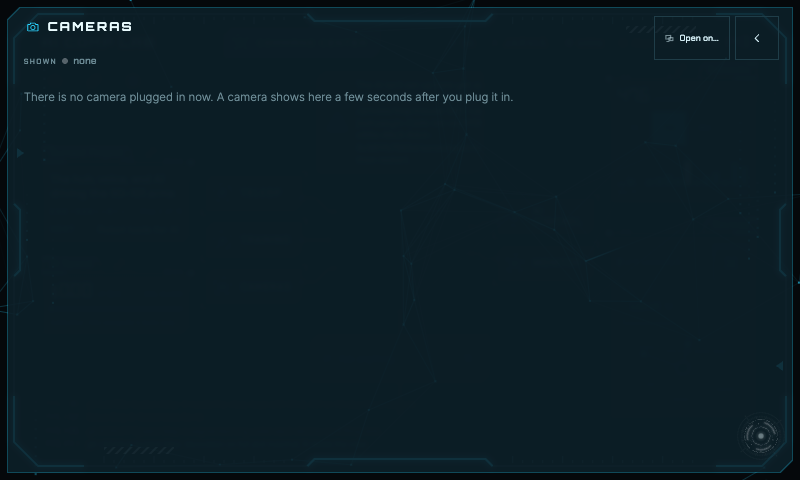 CAMERAS
Open on...
SHOWN none
There is no camera plugged in now. A camera shows here a few seconds after you plug it in.